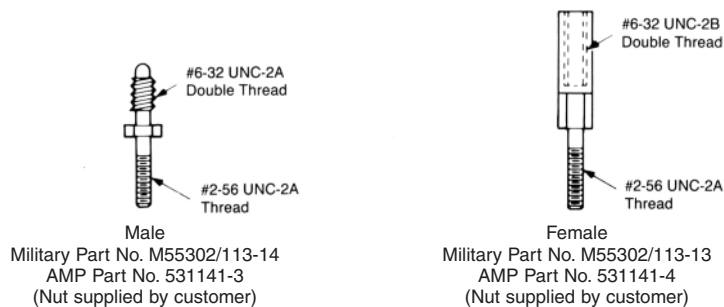 #6-32 UNC-2A
Double Thread
#2-56 UNC-2A
Thread
Male
Military Part No. M55302/113-14
AMP Part No. 531141-3
(Nut supplied by customer)
#6-32 UNC-2B
Double Thread
#2-56 UNC-2A
Thread
Female
Military Part No. M55302/113-13
AMP Part No. 531141-4
(Nut supplied by customer)